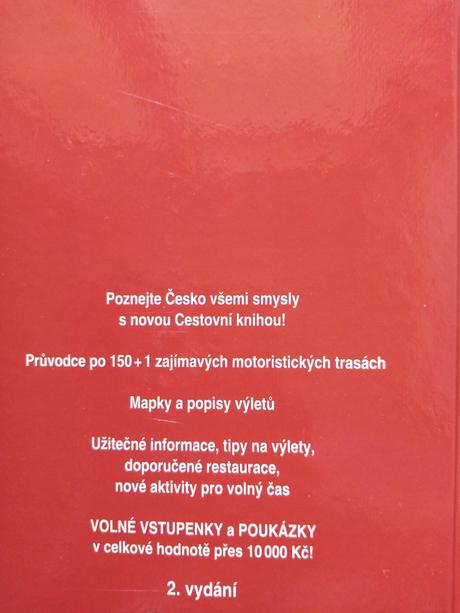 Poznejte Česko všemi smysly
s novou Cestovní knihou!
Průvodce po 150+1 zajímavých motoristických trasách
Mapky a popisy výletů
Užitečné informace, tipy na výlety,
doporučené restaurace,
nové aktivity pro volný čas
VOLNÉ VSTUPENKY a POUKÁZKY
v celkové hodnotě přes 10 000 Kč!
2. vydání